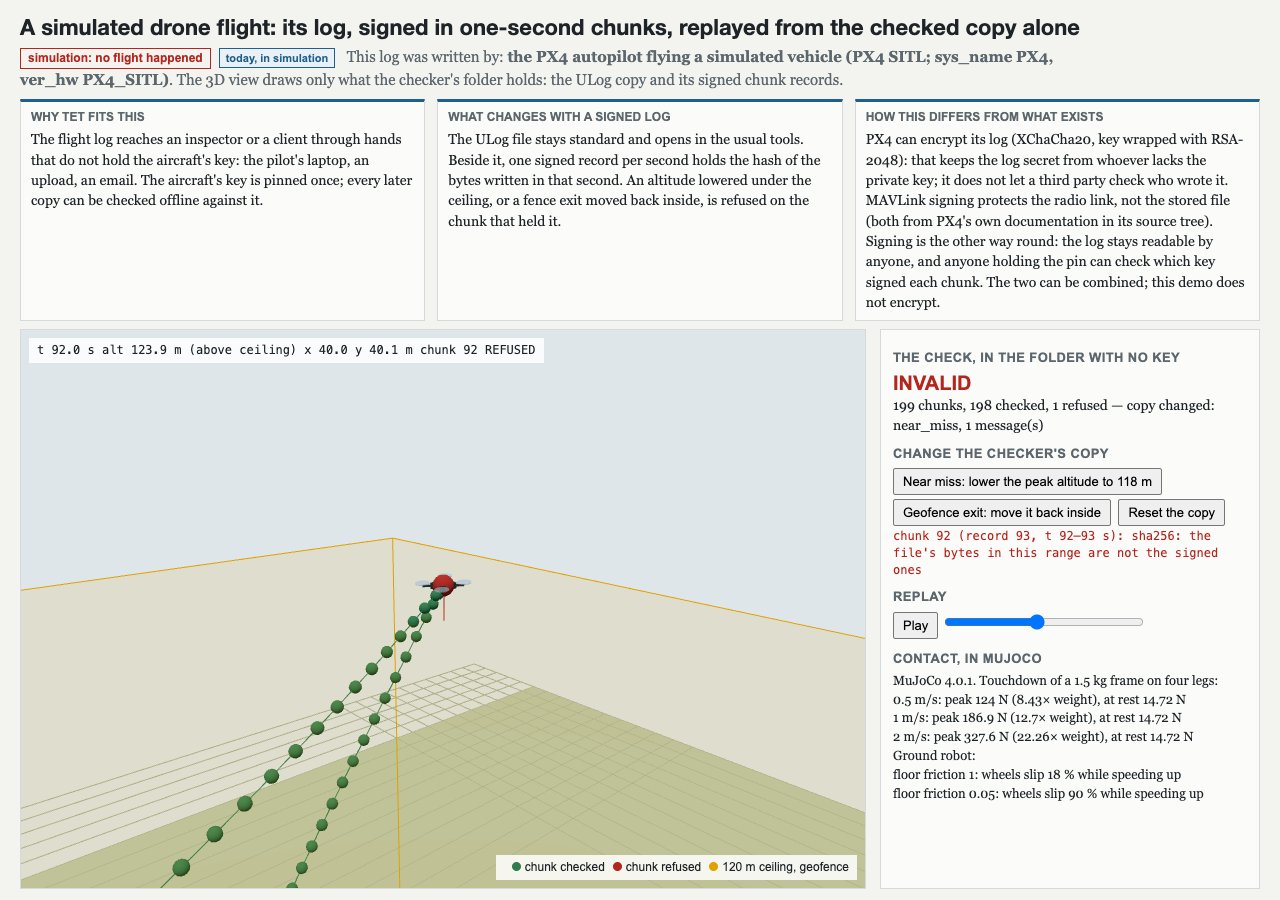 A simulated drone flight: its log, signed in one-second chunks, replayed from the checked copy alone
simulation: no flight happened
today, in simulation
This log was written by: the PX4 autopilot flying a simulated vehicle (PX4 SITL; sys_name PX4,
ver_hw PX4_SITL). The 3D view draws only what the checker's folder holds: the ULog copy and its signed chunk records.
WHY TET FITS THIS
The flight log reaches an inspector or a client through hands
that do not hold the aircraft's key: the pilot's laptop, an
upload, an email. The aircraft's key is pinned once; every later
copy can be checked offline against it.
WHAT CHANGES WITH A SIGNED LOG
The ULog file stays standard and opens in the usual tools.
Beside it, one signed record per second holds the hash of the
bytes written in that second. An altitude lowered under the
ceiling, or a fence exit moved back inside, is refused on the
chunk that held it.
HOW THIS DIFFERS FROM WHAT EXISTS
PX4 can encrypt its log (XChaCha20, key wrapped with RSA-
2048): that keeps the log secret from whoever lacks the
private key; it does not let a third party check who wrote it.
MAVLink signing protects the radio link, not the stored file
(both from PX4's own documentation in its source tree).
Signing is the other way round: the log stays readable by
anyone, and anyone holding the pin can check which key
signed each chunk. The two can be combined; this demo does
not encrypt.
t 92.0 s alt 123.9 m (above ceiling) x 40.0 y 40.1 m chunk 92 REFUSED
chunk checked
chunk refused
120 m ceiling, geofence
THE CHECK, IN THE FOLDER WITH NO KEY
INVALID
199 chunks, 198 checked, 1 refused — copy changed:
near_miss, 1 message(s)
CHANGE THE CHECKER'S COPY
Near miss: lower the peak altitude to 118 m
Geofence exit: move it back inside
Reset the copy
chunk 92 (record 93, t 92–93 s): sha256: the
file's bytes in this range are not the signed
ones
REPLAY
Play
CONTACT, IN MUJOCO
MuJoCo 4.0.1. Touchdown of a 1.5 kg frame on four legs:
0.5 m/s: peak 124 N (8.43× weight), at rest 14.72 N
1 m/s: peak 186.9 N (12.7× weight), at rest 14.72 N
2 m/s: peak 327.6 N (22.26× weight), at rest 14.72 N
Ground robot:
floor friction 1: wheels slip 18 % while speeding up
floor friction 0.05: wheels slip 90 % while speeding up